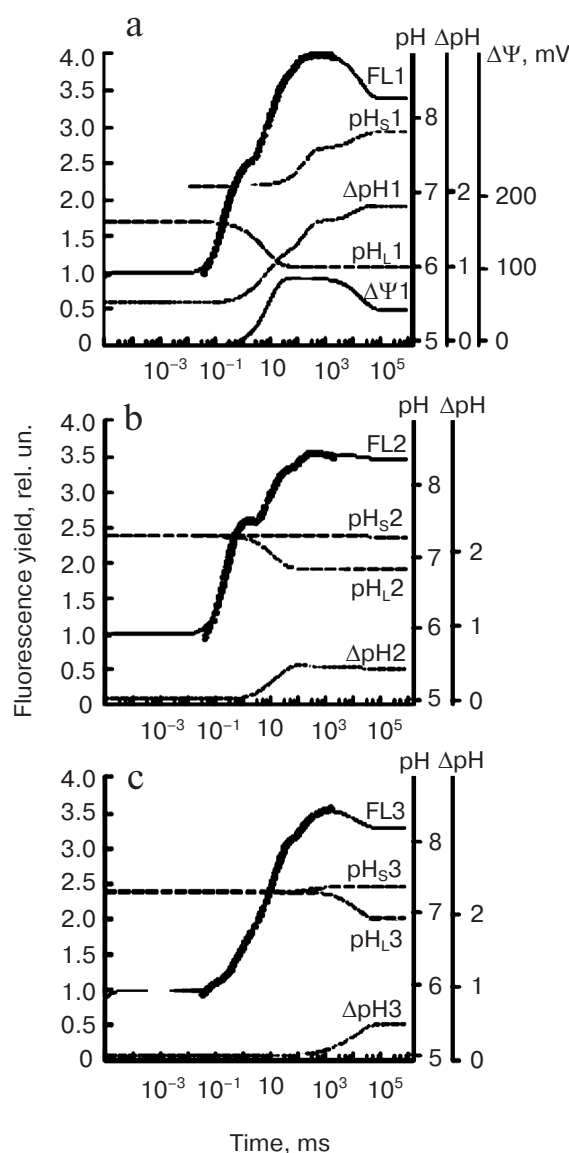 a
pH ΔpH ΔΨ, mV
4.0
3.5
3.0
2.5
2.0
1.5
1.0
0.5
0
FL1
pH_S1
ΔpH1
pH_L1
ΔΨ1
8
7
6
5
2
1
0
200
100
0
10⁻³ 10⁻¹ 10 10³ 10⁵
b
pH ΔpH
4.0
3.5
3.0
2.5
2.0
1.5
1.0
0.5
0
FL2
pH_S2
pH_L2
ΔpH2
8
7
6
5
2
1
0
10⁻³ 10⁻¹ 10 10³ 10⁵
Fluorescence yield, rel. un.
c
pH ΔpH
4.0
3.5
3.0
2.5
2.0
1.5
1.0
0.5
0
FL3
pH_S3
pH_L3
ΔpH3
8
7
6
5
2
1
0
10⁻³ 10⁻¹ 10 10³ 10⁵
Time, ms